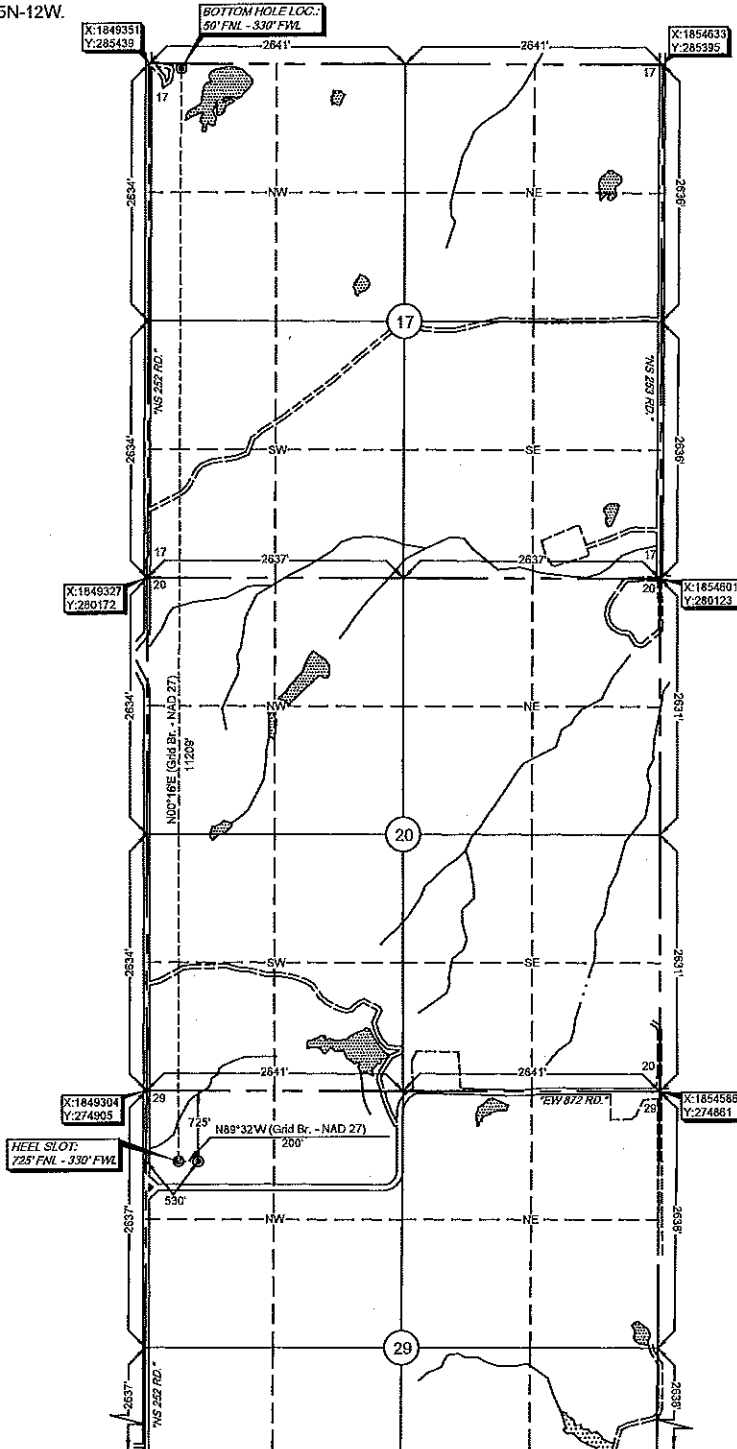 5N-12W.
BOTTOM HOLE LOC.:
50' FNL - 330' FWL
X:1849351
Y:285439
2641'
2641'
X:1854633
Y:285395
17
17
2634'
NW
NE
2636'
17
"NS 252 RD."
"NS 253 RD."
2634'
SW
SE
2636'
17
2637'
2637'
17
X:1849327
Y:280172
20
20
X:1854601
Y:280123
2634'
NW
NE
2631'
N00°16'E (Grid Br. - NAD 27)
11209'
20
2634'
SW
SE
2631'
2641'
2641'
20
X:1849304
Y:274905
29
"EW 872 RD."
29
X:1854586
Y:274861
HEEL SLOT:
725' FNL - 330' FWL
725'
N89°32'W (Grid Br. - NAD 27)
200'
530'
2637'
NW
NE
2638'
29
2637'
"NS 252 RD."
2638'